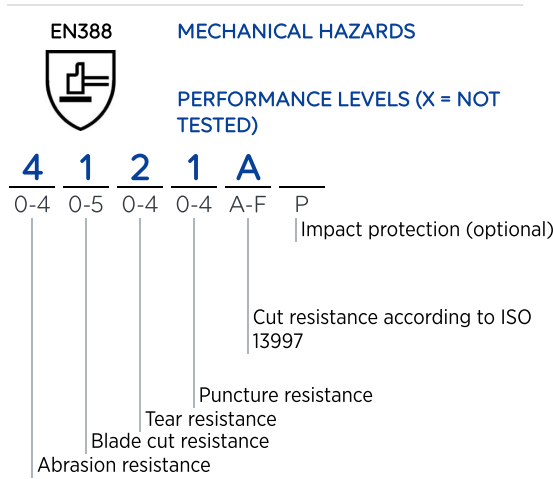 EN388
MECHANICAL HAZARDS
PERFORMANCE LEVELS (X = NOT
TESTED)
4 1 2 1 A
0-4 0-5 0-4 0-4 A-F P
Impact protection (optional)
Cut resistance according to ISO
13997
Puncture resistance
Tear resistance
Blade cut resistance
Abrasion resistance